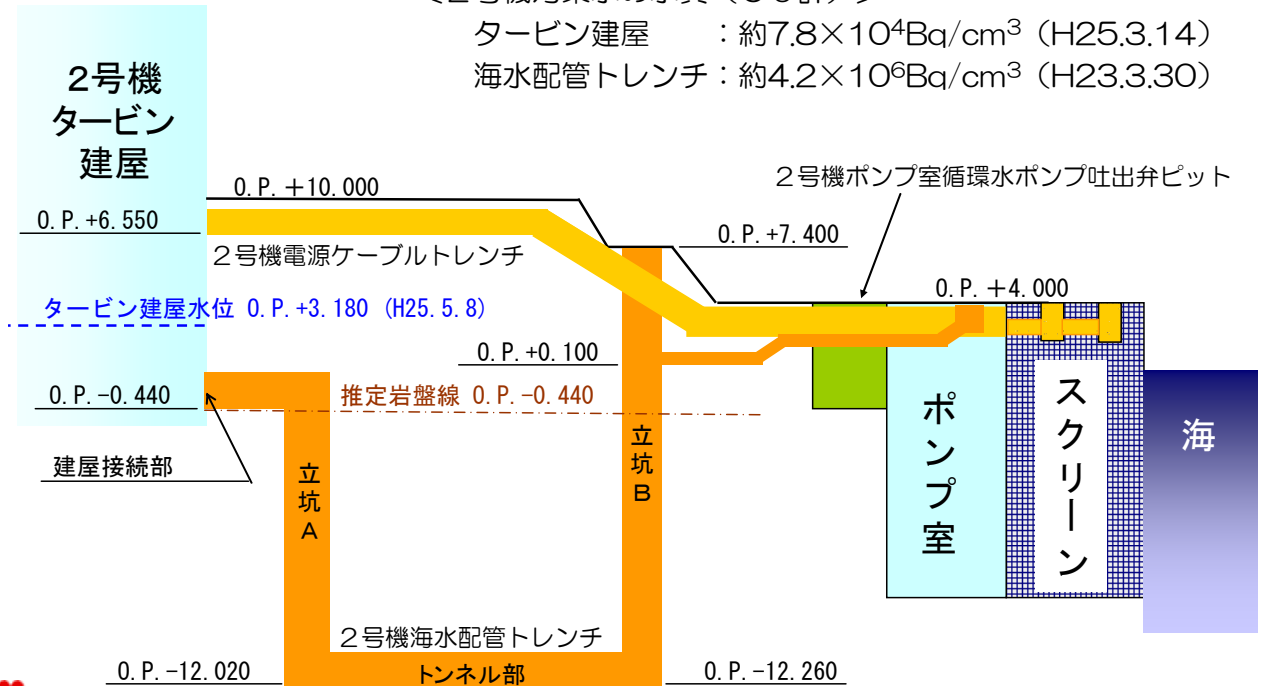 タービン建屋　：約7.8×10⁴Bq/cm³（H25.3.14）
海水配管トレンチ：約4.2×10⁶Bq/cm³（H23.3.30）
２号機
タービン
建屋
２号機ポンプ室循環水ポンプ吐出弁ピット
O.P.+10.000
O.P.+6.550
O.P.+7.400
２号機電源ケーブルトレンチ
O.P.+4.000
タービン建屋水位 O.P.+3.180 (H25.5.8)
O.P.+0.100
O.P.-0.440
推定岩盤線 O.P.-0.440
建屋接続部
立坑A
立坑B
ポンプ室
スクリーン
海
２号機海水配管トレンチ
O.P.-12.020
トンネル部
O.P.-12.260